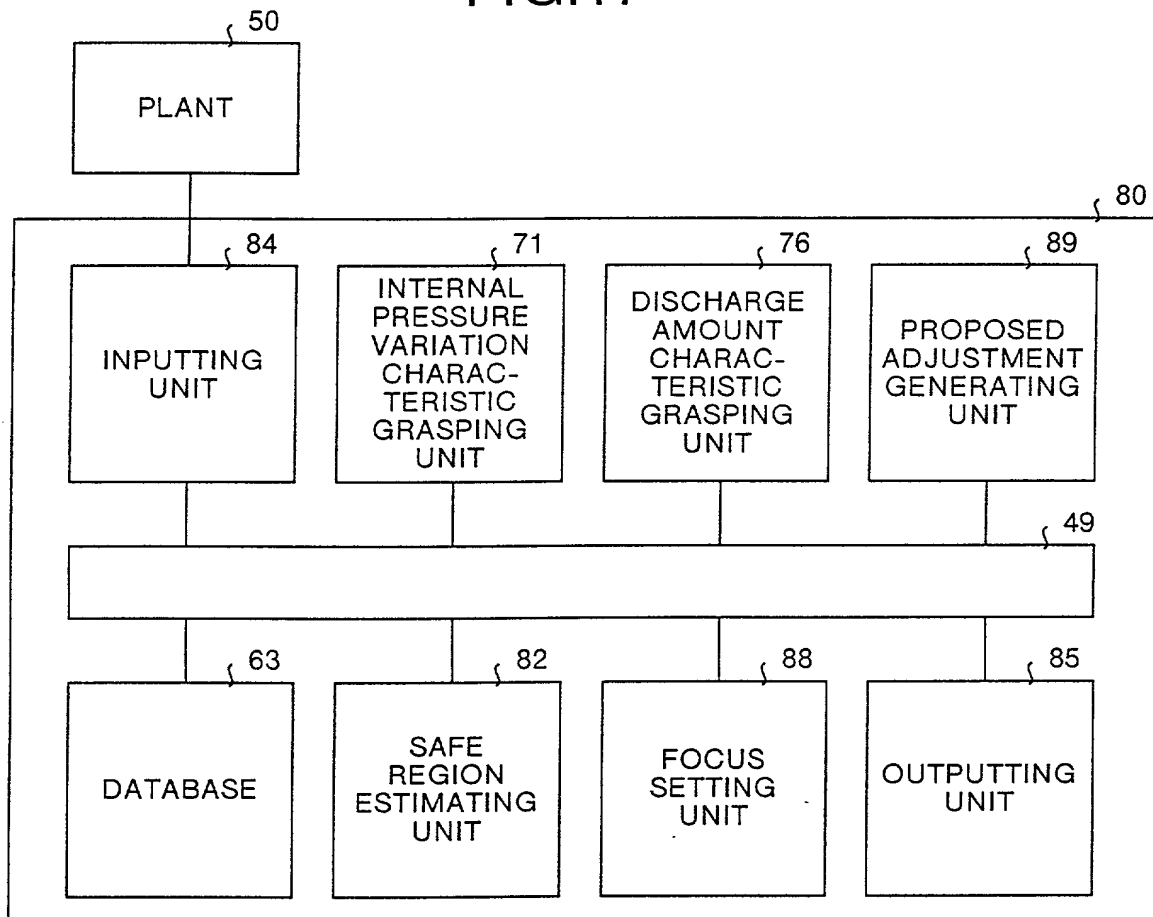 50
PLANT
80
84
INPUTTING
UNIT
71
INTERNAL
PRESSURE
VARIATION
CHARAC-
TERISTIC
GRASPING
UNIT
76
DISCHARGE
AMOUNT
CHARAC-
TERISTIC
GRASPING
UNIT
89
PROPOSED
ADJUSTMENT
GENERATING
UNIT
49
63
DATABASE
82
SAFE
REGION
ESTIMATING
UNIT
88
FOCUS
SETTING
UNIT
85
OUTPUTTING
UNIT